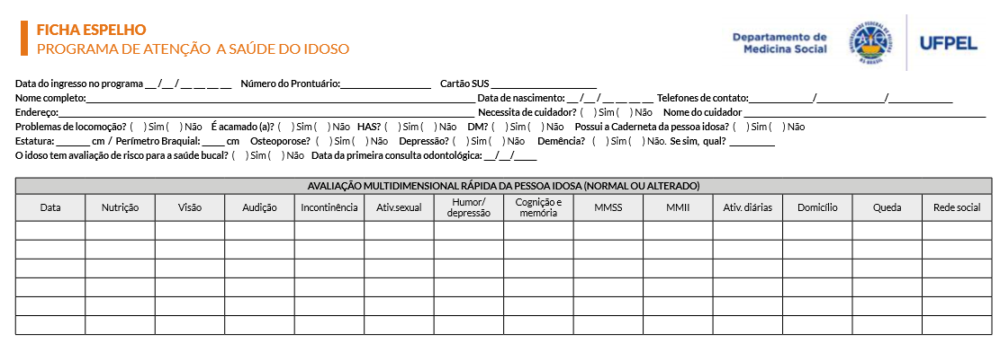 FICHA ESPELHO
PROGRAMA DE ATENÇÃO A SAÚDE DO IDOSO
Departamento de
Medicina Social
UFPEL
Data do ingresso no programa __ /__ / __ __ __ __ Número do Prontuário:_________________ Cartão SUS ____________________
Nome completo:__________________________________________________________________________ Data de nascimento: __ /__ / __ __ __ __ Telefones de contato:____________/_____________/____________
Endereço:_______________________________________________________________________________ Necessita de cuidador? ( ) Sim ( ) Não Nome do cuidador ______________________________________________
Problemas de locomoção? ( ) Sim ( ) Não É acamado (a)? ( ) Sim ( ) Não HAS? ( ) Sim ( ) Não DM? ( ) Sim ( ) Não Possui a Caderneta da pessoa idosa? ( ) Sim ( ) Não
Estatura: ______ cm / Perímetro Braquial: ____ cm Osteoporose? ( ) Sim ( ) Não Depressão? ( ) Sim ( ) Não Demência? ( ) Sim ( ) Não. Se sim, qual? ________
O idoso tem avaliação de risco para a saúde bucal? ( ) Sim ( ) Não Data da primeira consulta odontológica: __/__/____
AVALIAÇÃO MULTIDIMENSIONAL RÁPIDA DA PESSOA IDOSA (NORMAL OU ALTERADO)
Data Nutrição Visão Audição Incontinência Ativ.sexual Humor/ depressão Cognição e memória MMSS MMII Ativ. diárias Domicílio Queda Rede social